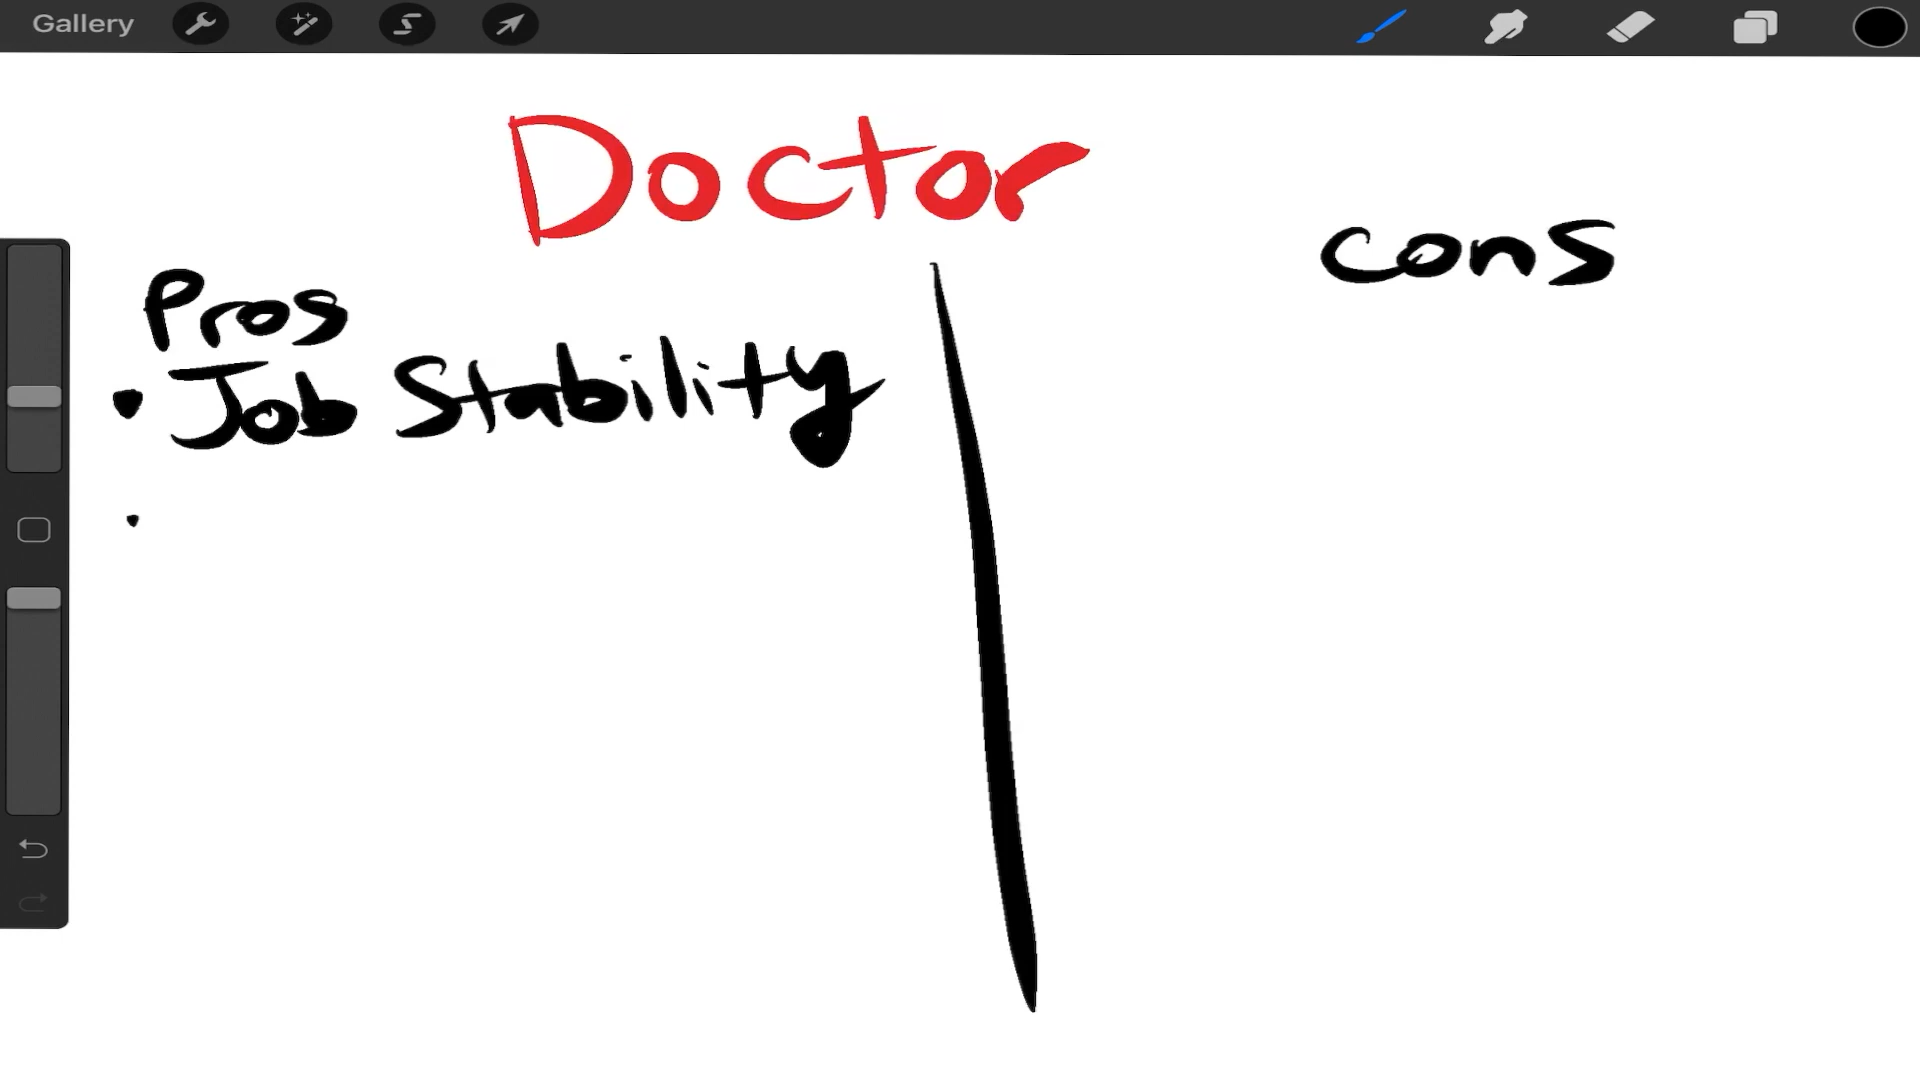 Gallery
Doctor
Pros
• Job Stability
•
cons